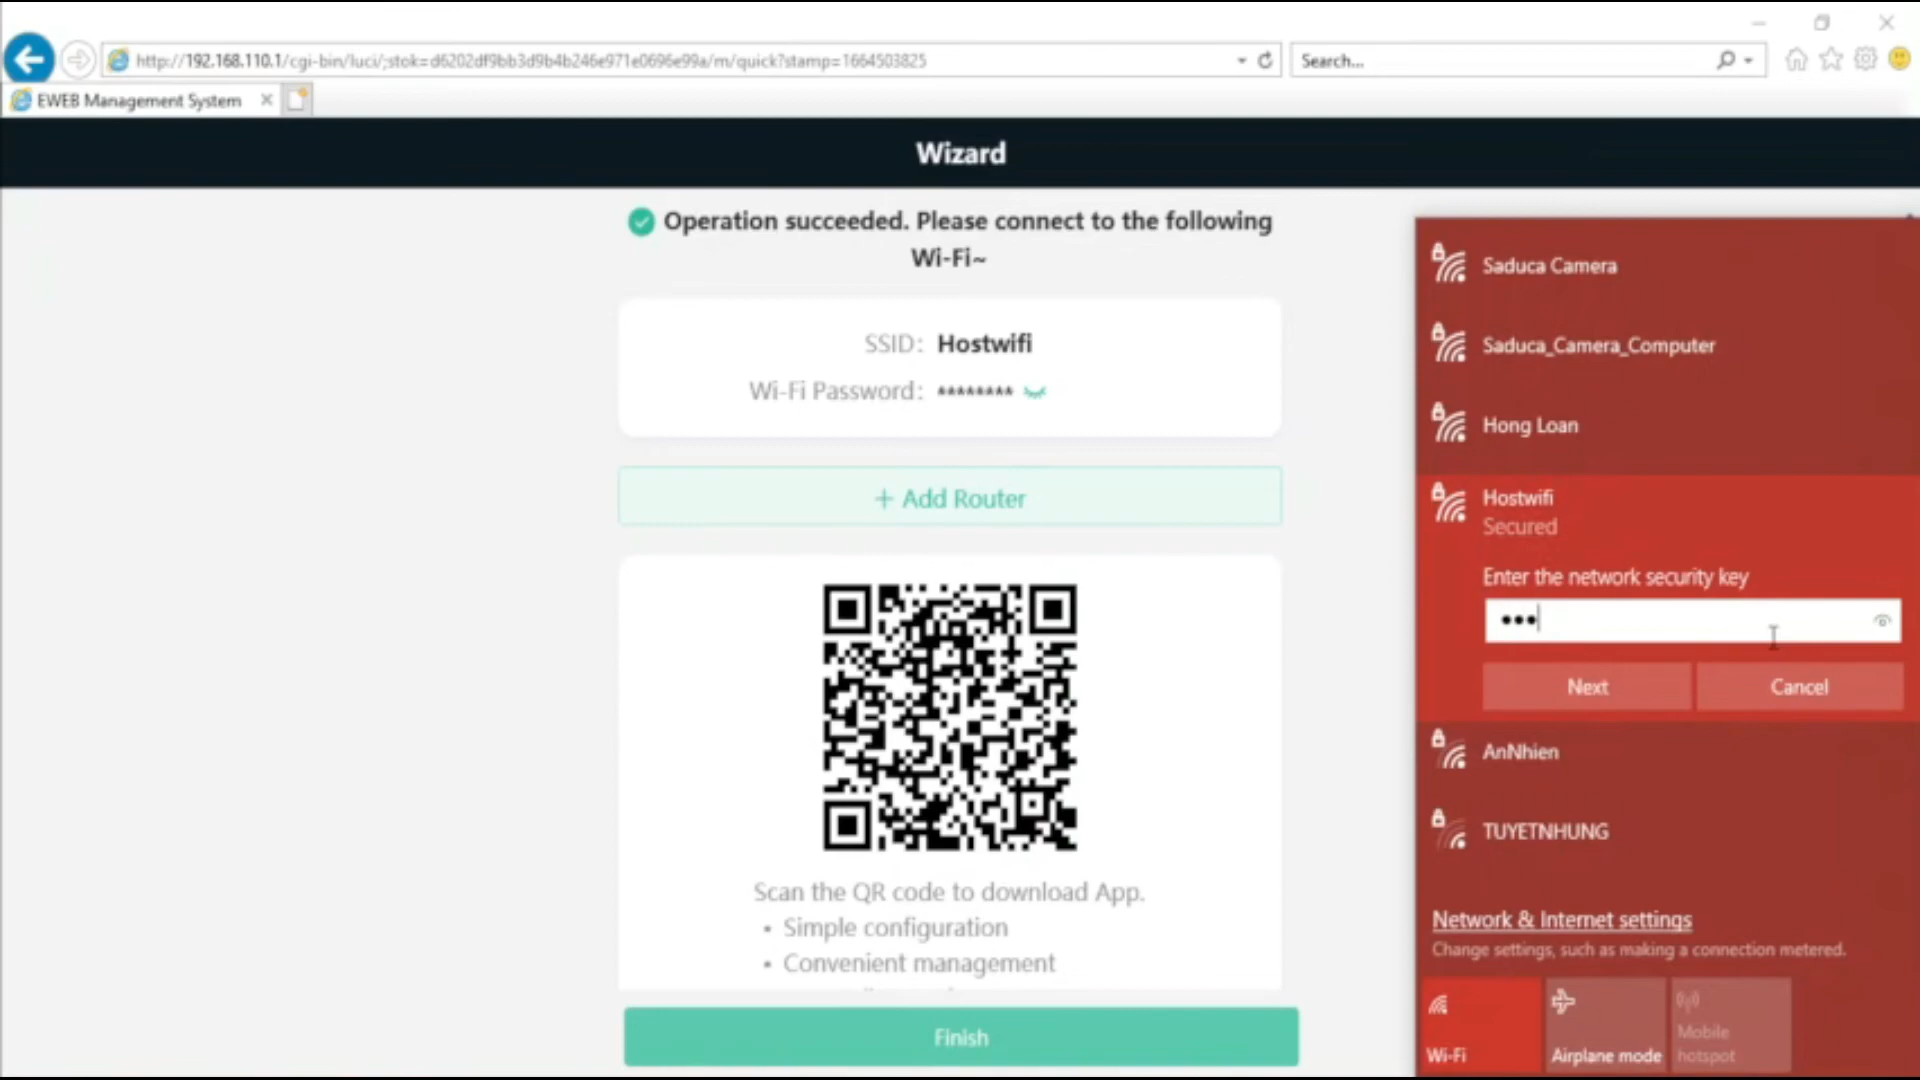 http://192.168.110.1/cgi-bin/luci/;stok=d6202df9bb3d9b4b246e971e0696e99a/m/quick?stamp=1664503825
Search...
EWEB Management System
Wizard
Operation succeeded. Please connect to the following
Wi-Fi~
SSID: Hostwifi
Wi-Fi Password: ********
+ Add Router
Scan the QR code to download App.
• Simple configuration
• Convenient management
Finish
Saduca Camera
Saduca_Camera_Computer
Hong Loan
Hostwifi
Secured
Enter the network security key
•••
Next
Cancel
AnNhien
TUYETNHUNG
Network & Internet settings
Change settings, such as making a connection metered.
Wi-Fi
Airplane mode
Mobile
hotspot